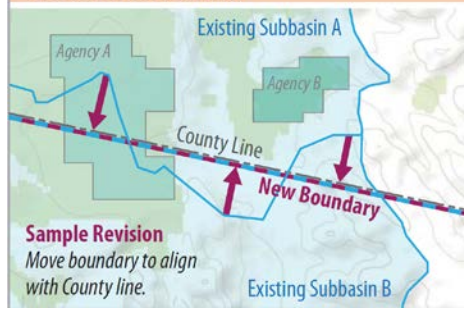 Existing Subbasin A
Agency A
Agency B
County Line
New Boundary
Sample Revision
Move boundary to align
with County line.
Existing Subbasin B